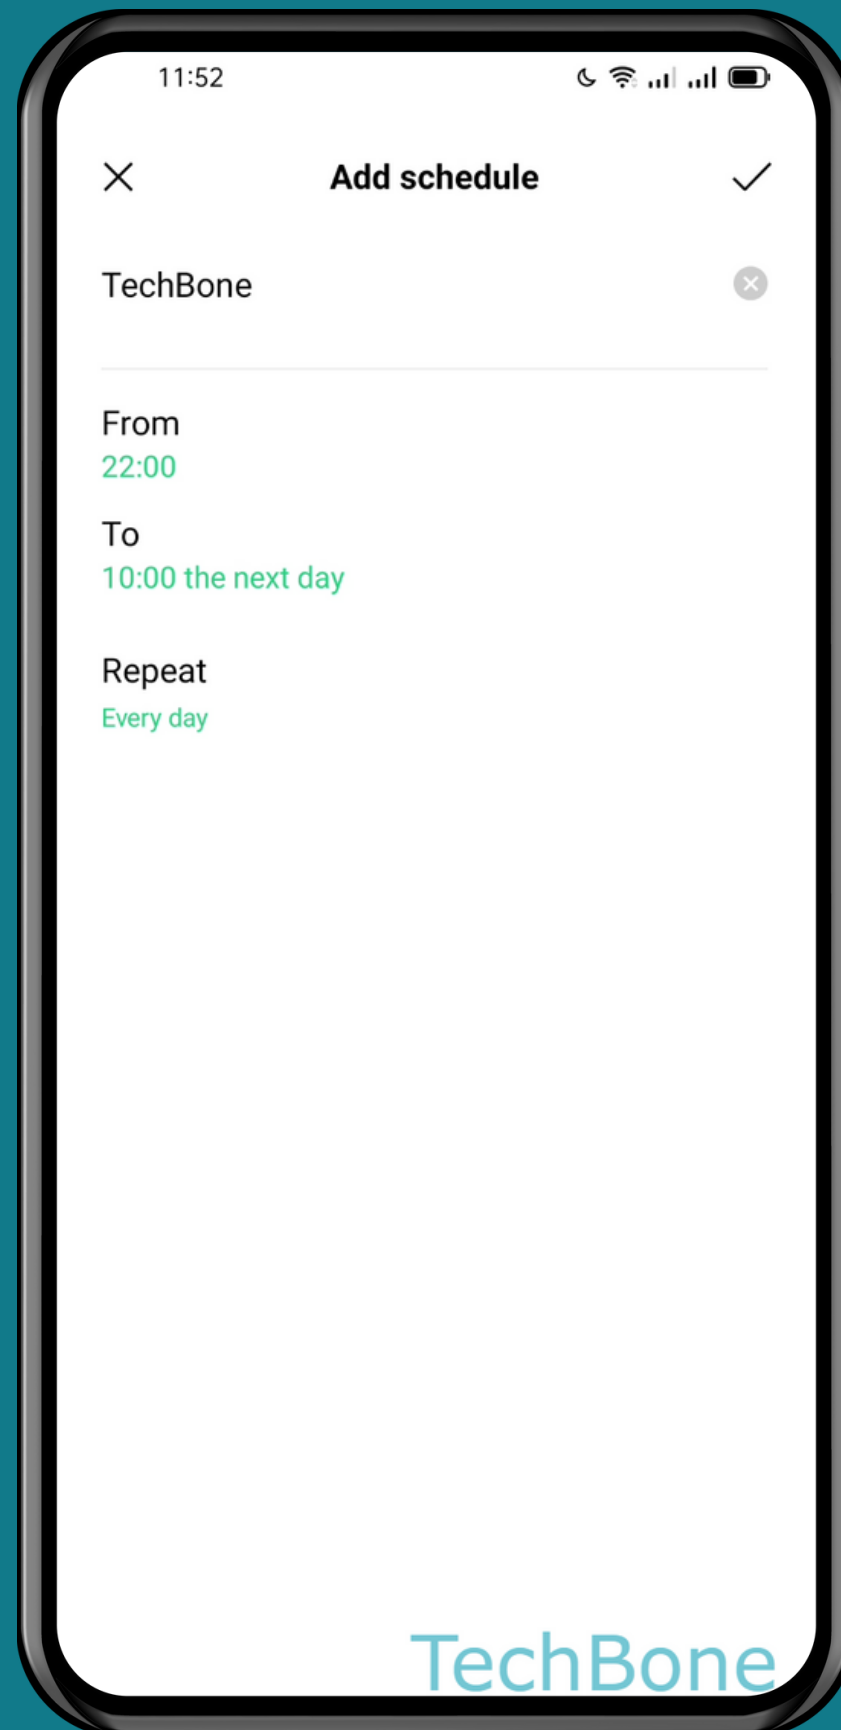 11:52
Add schedule
TechBone
From
22:00
To
10:00 the next day
Repeat
Every day
TechBone